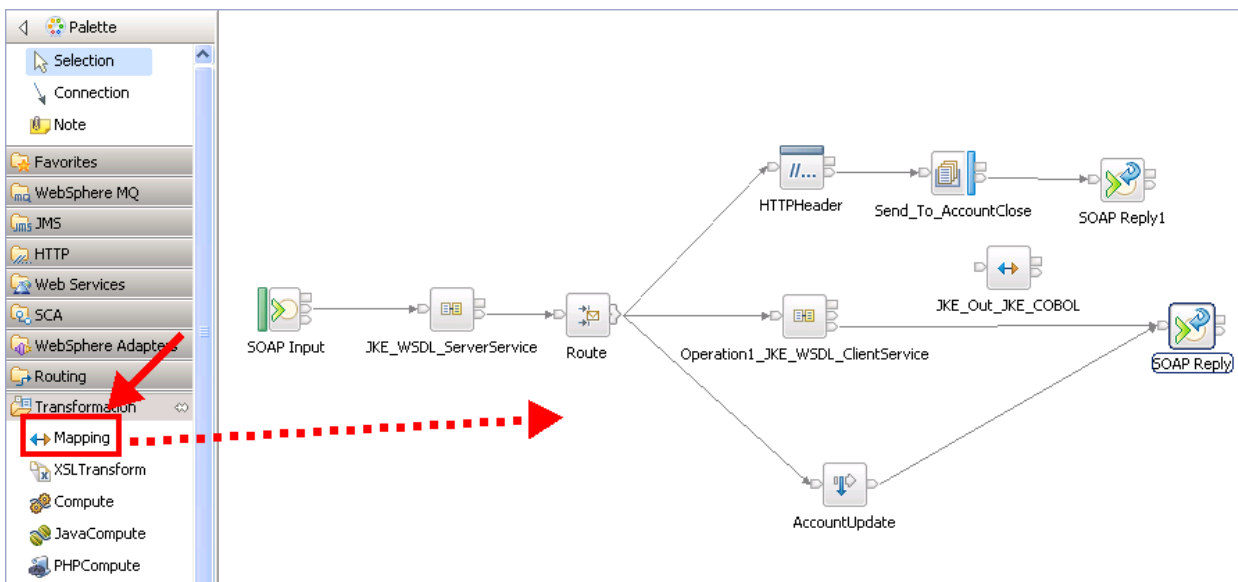 Palette
Selection
Connection
Note
Favorites
WebSphere MQ
JMS
HTTP
Web Services
SCA
WebSphere Adapters
Routing
Transformation
Mapping
XSLTransform
Compute
JavaCompute
PHPCompute
//...
HTTPHeader
Send_To_AccountClose
SOAP Reply1
JKE_Out_JKE_COBOL
SOAP Input
JKE_WSDL_ServerService
Route
Operation1_JKE_WSDL_ClientService
SOAP Reply
AccountUpdate